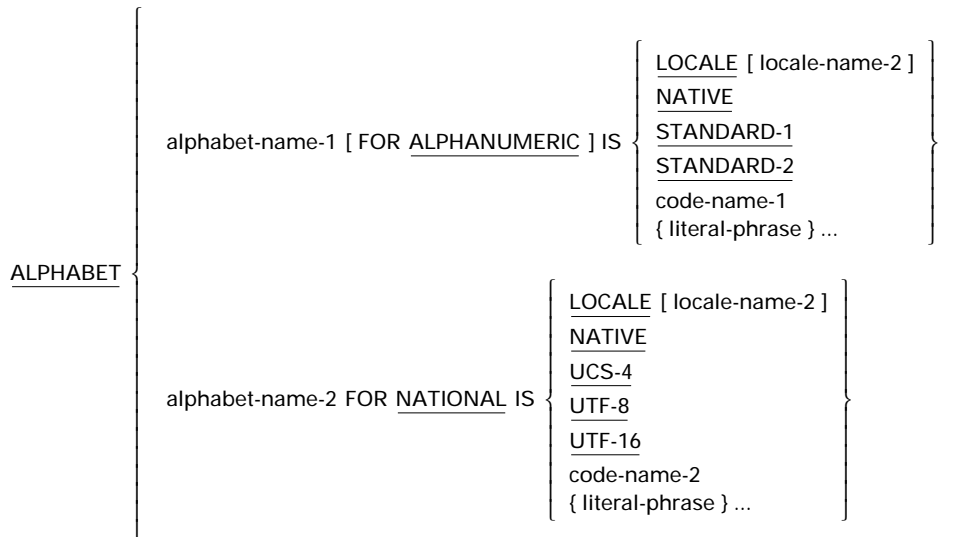 LOCALE [ locale-name-2 ]
NATIVE
alphabet-name-1 [ FOR ALPHANUMERIC ] IS
STANDARD-1
STANDARD-2
code-name-1
{ literal-phrase } ...
ALPHABET
LOCALE [ locale-name-2 ]
NATIVE
UCS-4
alphabet-name-2 FOR NATIONAL IS
UTF-8
UTF-16
code-name-2
{ literal-phrase } ...